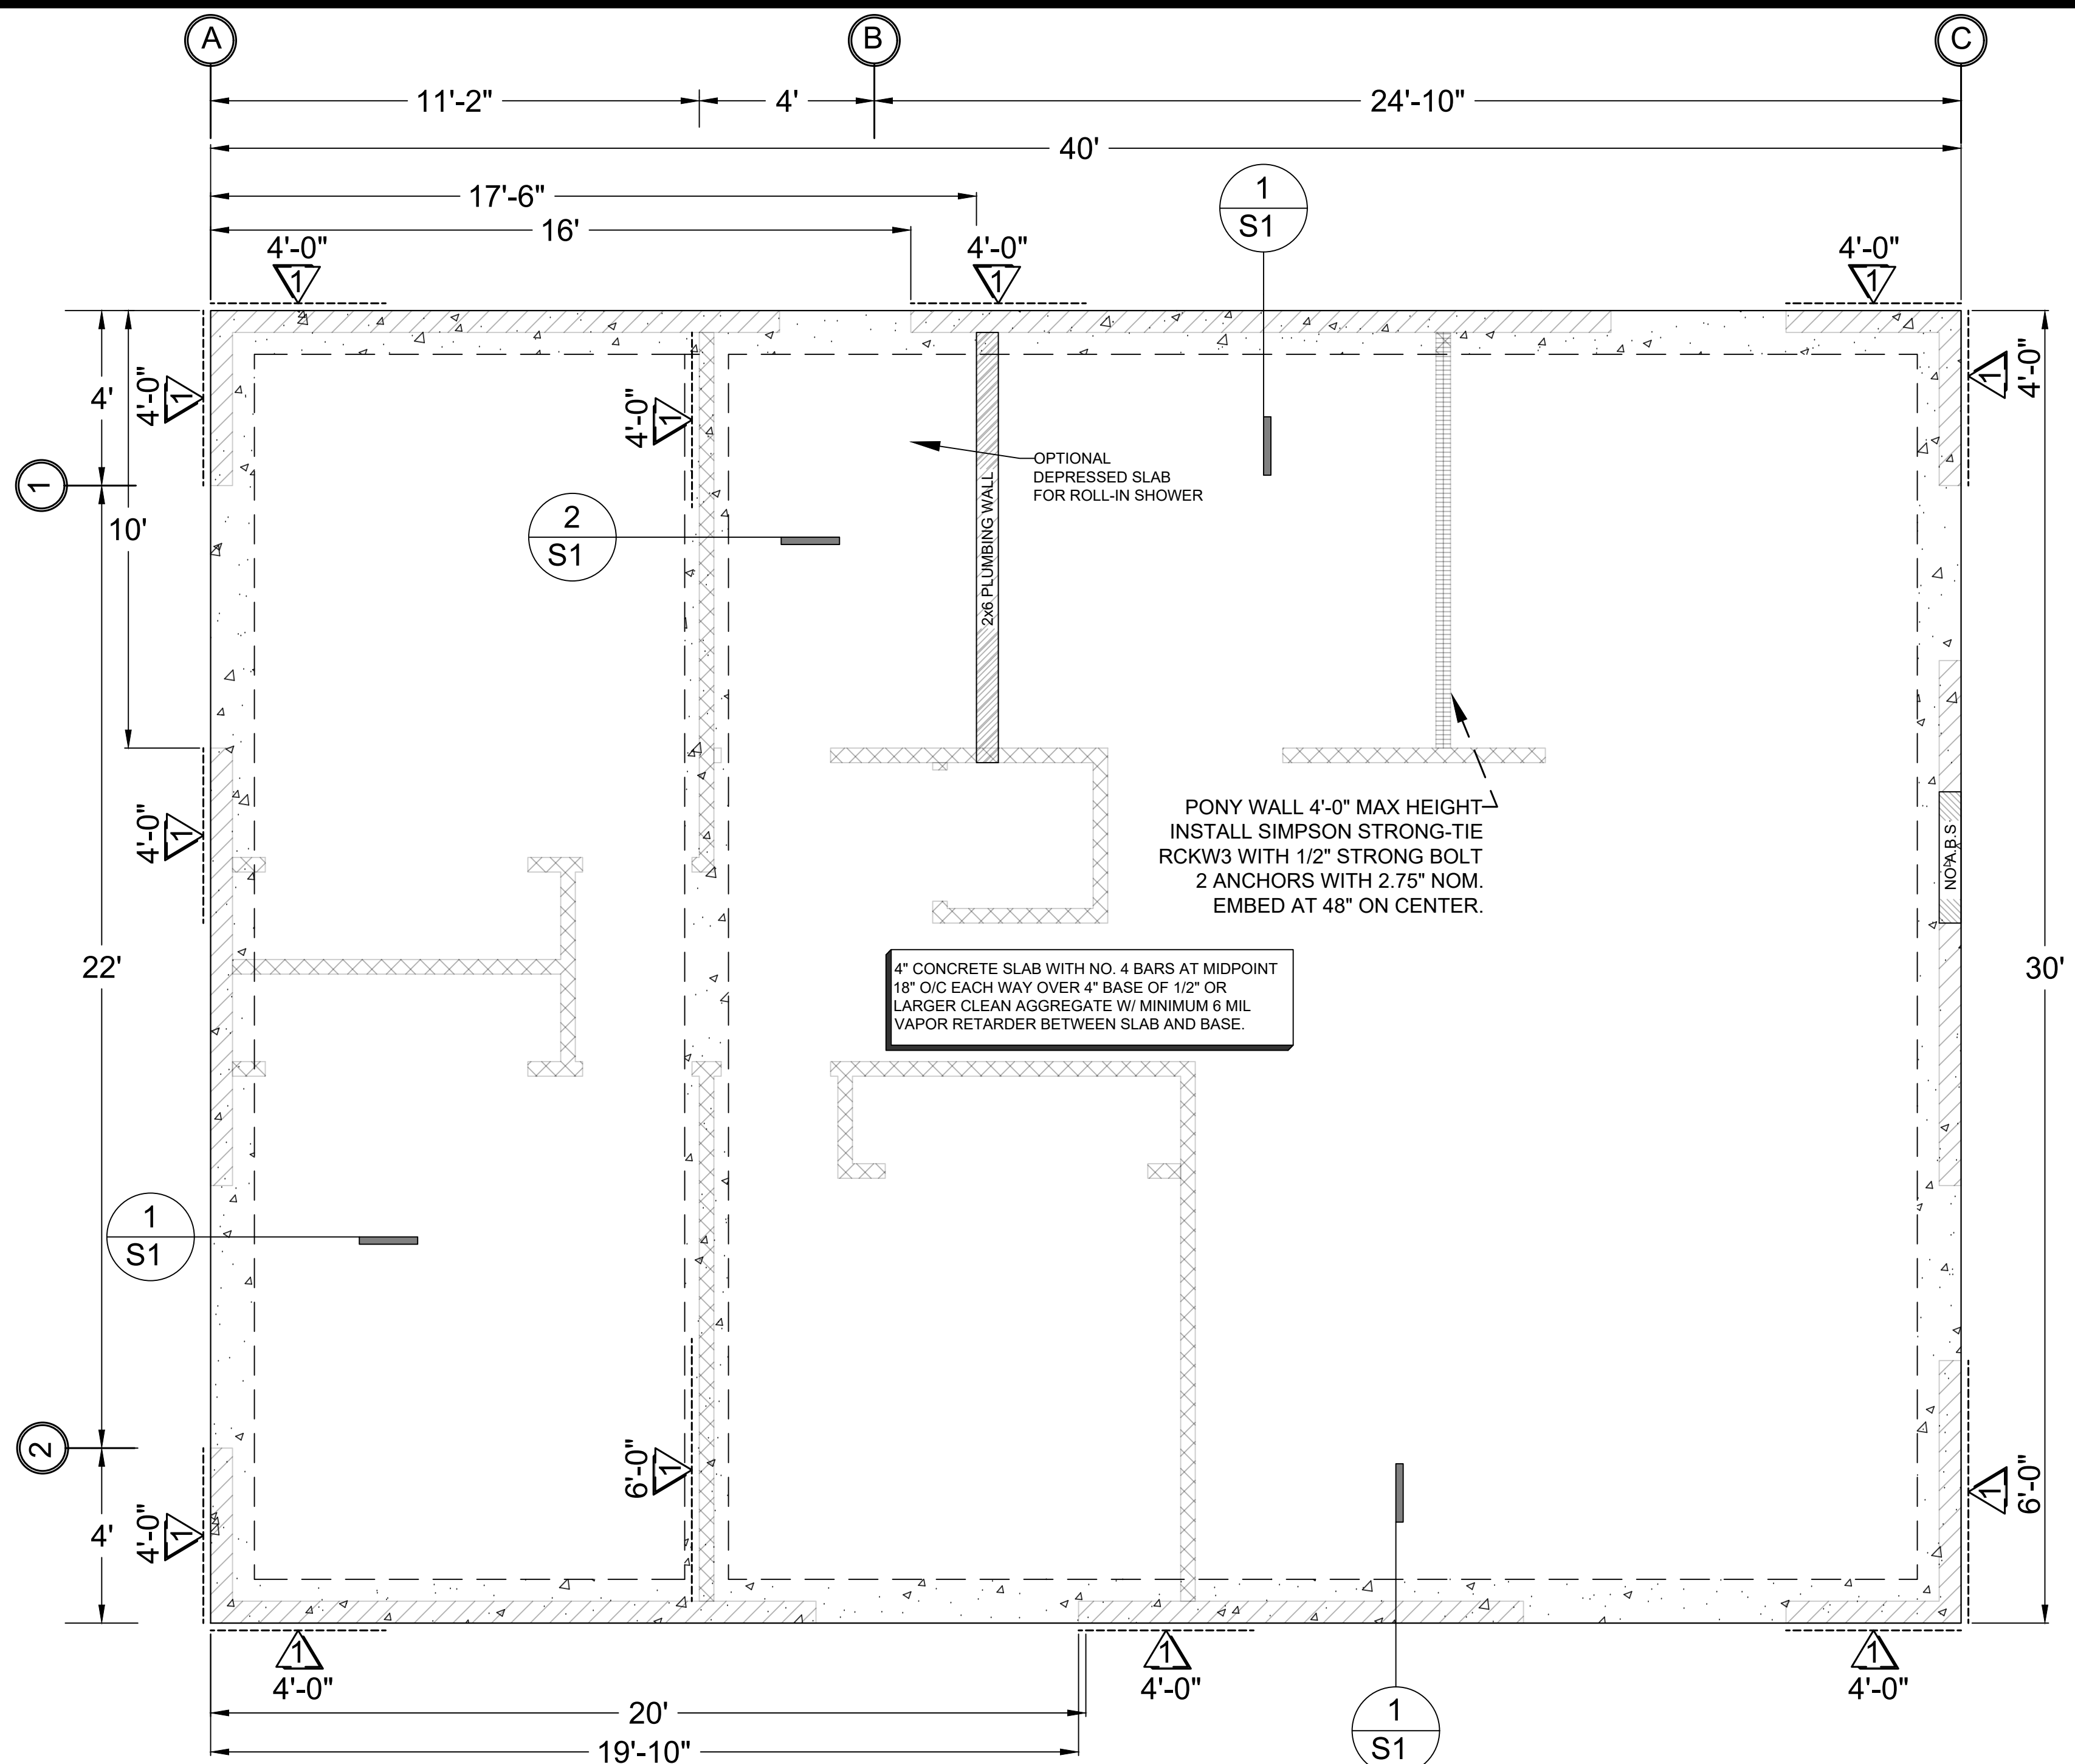 A
B
C
11'-2"
4'
24'-10"
40'
17'-6"
16'
1
S1
4'-0"
1
4'-0"
1
4'-0"
1
4'
4'-0"
1
4'-0"
1
1
4'-0"
1
10'
OPTIONAL
DEPRESSED SLAB
FOR ROLL-IN SHOWER
2x6 PLUMBING WALL
2
S1
4'-0"
1
PONY WALL 4'-0" MAX HEIGHT
INSTALL SIMPSON STRONG-TIE
RCKW3 WITH 1/2" STRONG BOLT
2 ANCHORS WITH 2.75" NOM.
EMBED AT 48" ON CENTER.
NO A.B.S
22'
30'
4" CONCRETE SLAB WITH NO. 4 BARS AT MIDPOINT
18" O/C EACH WAY OVER 4" BASE OF 1/2" OR
LARGER CLEAN AGGREGATE W/ MINIMUM 6 MIL
VAPOR RETARDER BETWEEN SLAB AND BASE.
1
S1
2
6'-0"
1
1
6'-0"
4'
4'-0"
1
1
4'-0"
1
4'-0"
1
4'-0"
20'
19'-10"
1
S1